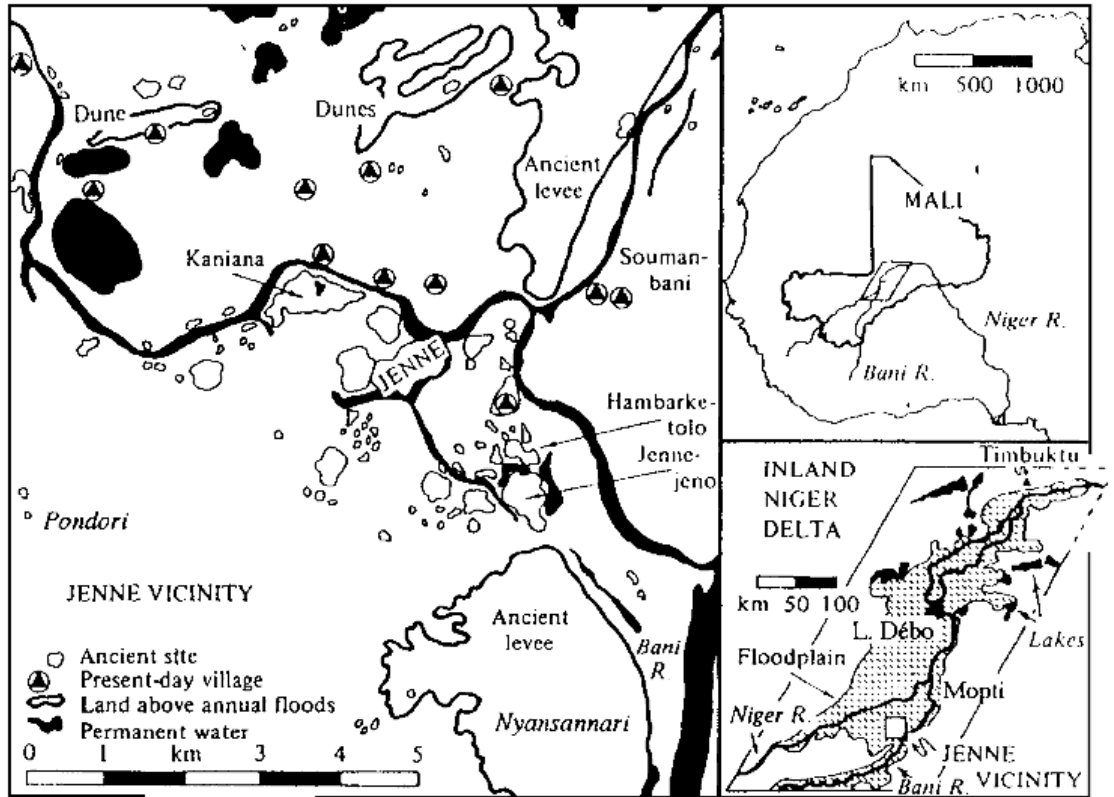 Dune
Dunes
Ancient
levee
Kaniana
Souman-
bani
JENNE
Hambarke-
tolo
Jenne-
jeno
Pondori
JENNE VICINITY
Ancient site
Present-day village
Land above annual floods
Permanent water
0 1 km 3 4 5
Ancient
levee
Bani
R
Nyansannari
km 500 1000
MALI
Niger R.
Bani R.
Timbuktu
INLAND
NIGER
DELTA
km 50 100
L. Débo
Lakes
Floodplain
Mopti
Niger R.
JENNE
VICINITY
Bani R.